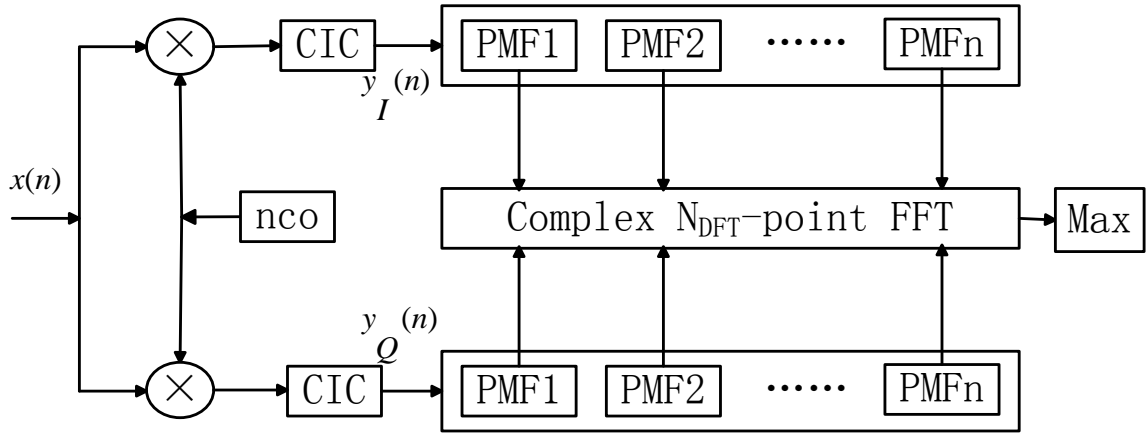 × CIC PMF1 PMF2 …… PMFn
y_I(n)
x(n)
nco
Complex N_DFT-point FFT
Max
y_Q(n)
× CIC PMF1 PMF2 …… PMFn